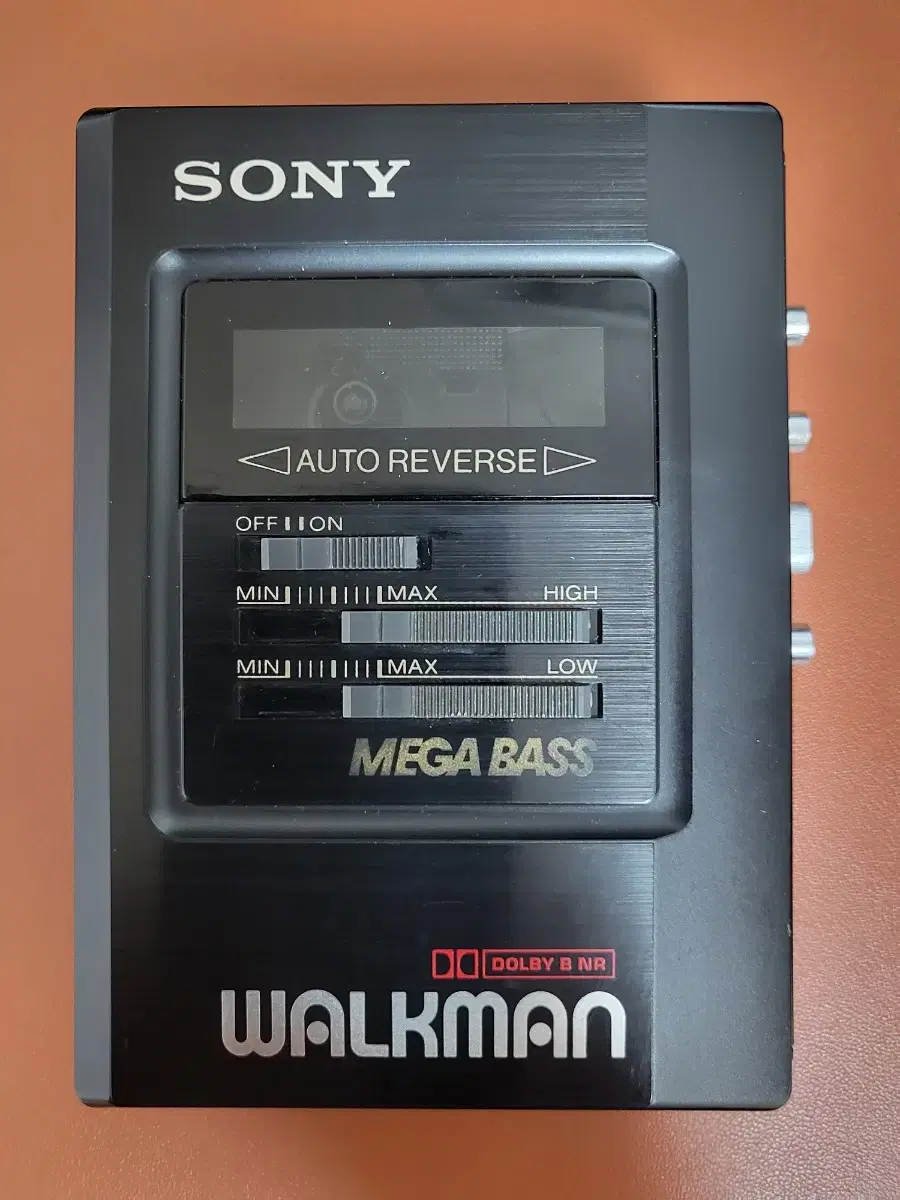 SONY
AUTO REVERSE
OFF ON
MIN MAX HIGH
MIN MAX LOW
MEGA BASS
DOLBY B NR
WALKMAN